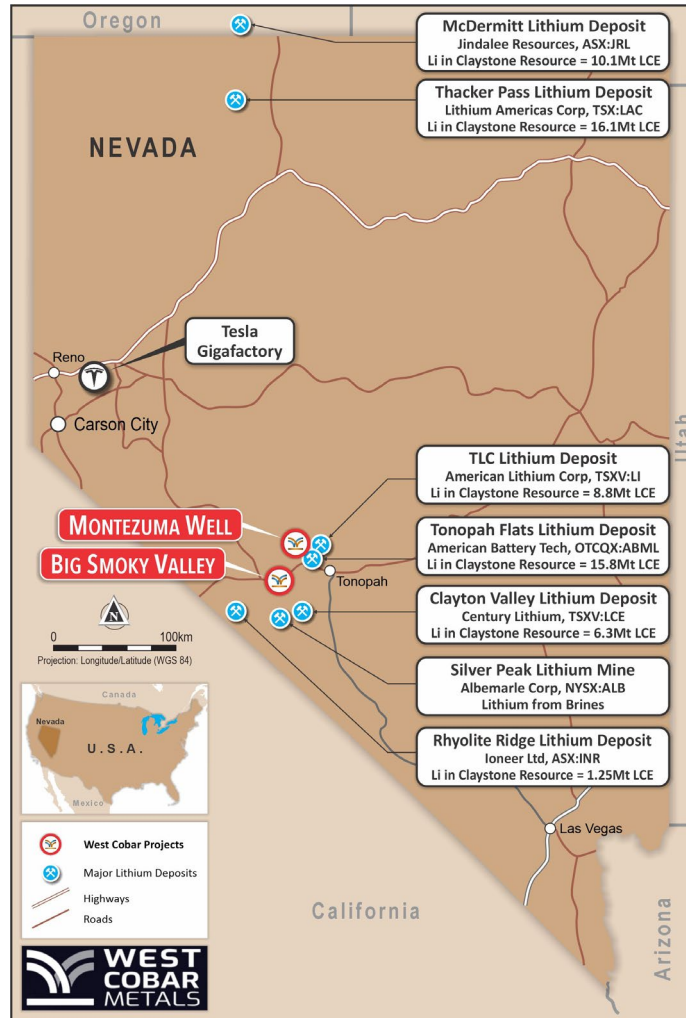 Oregon
McDermitt Lithium Deposit
Jindalee Resources, ASX:JRL
Li in Claystone Resource = 10.1Mt LCE
Thacker Pass Lithium Deposit
Lithium Americas Corp, TSX:LAC
Li in Claystone Resource = 16.1Mt LCE
NEVADA
Tesla
Gigafactory
Reno
Carson City
Utah
TLC Lithium Deposit
American Lithium Corp, TSXV:LI
Li in Claystone Resource = 8.8Mt LCE
MONTEZUMA WELL
BIG SMOKY VALLEY
Tonopah Flats Lithium Deposit
American Battery Tech, OTCQX:ABML
Li in Claystone Resource = 15.8Mt LCE
Tonopah
Clayton Valley Lithium Deposit
Century Lithium, TSXV:LCE
Li in Claystone Resource = 6.3Mt LCE
N
0 100km
Projection: Longitude/Latitude (WGS 84)
Silver Peak Lithium Mine
Albemarle Corp, NYSX:ALB
Lithium from Brines
Rhyolite Ridge Lithium Deposit
Ioneer Ltd, ASX:INR
Li in Claystone Resource = 1.25Mt LCE
Canada
Nevada
U.S.A.
Mexico
Las Vegas
West Cobar Projects
Major Lithium Deposits
Highways
Roads
California
Arizona
WEST
COBAR
METALS